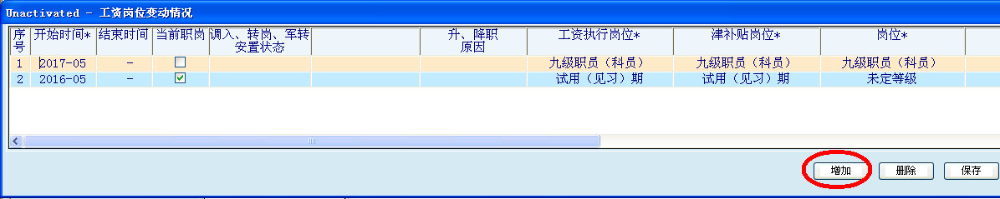 Unactivated - 工资岗位变动情况
序号 开始时间* 结束时间 当前职岗 调入、转岗、军转安置状态 升、降职原因 工资执行岗位* 津补贴岗位* 岗位*
1 2017-05 - 九级职员（科员） 九级职员（科员） 九级职员（科员）
2 2016-05 - 试用（见习）期 试用（见习）期 未定等级
增加 删除 保存